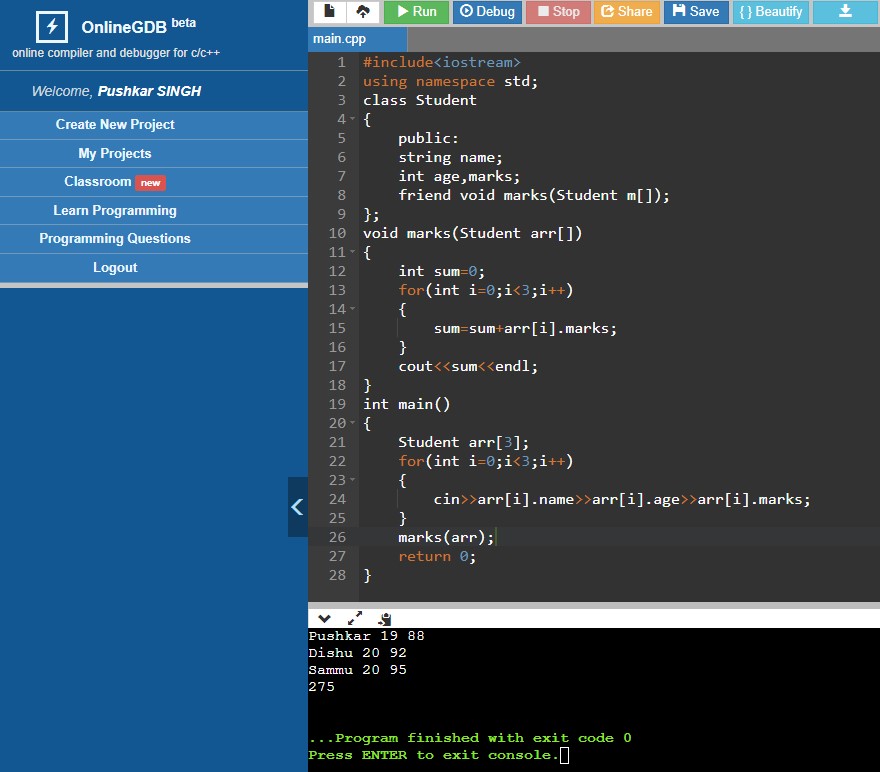 OnlineGDB beta
online compiler and debugger for c/c++
Welcome, Pushkar SINGH
Create New Project
My Projects
Classroom new
Learn Programming
Programming Questions
Logout
Run Debug Stop Share Save { } Beautify
main.cpp
1 #include<iostream>
2 using namespace std;
3 class Student
4 {
5     public:
6     string name;
7     int age,marks;
8     friend void marks(Student m[]);
9 };
10 void marks(Student arr[])
11 {
12     int sum=0;
13     for(int i=0;i<3;i++)
14     {
15         sum=sum+arr[i].marks;
16     }
17     cout<<sum<<endl;
18 }
19 int main()
20 {
21     Student arr[3];
22     for(int i=0;i<3;i++)
23     {
24         cin>>arr[i].name>>arr[i].age>>arr[i].marks;
25     }
26     marks(arr);
27     return 0;
28 }
Pushkar 19 88
Dishu 20 92
Sammu 20 95
275
...Program finished with exit code 0
Press ENTER to exit console.